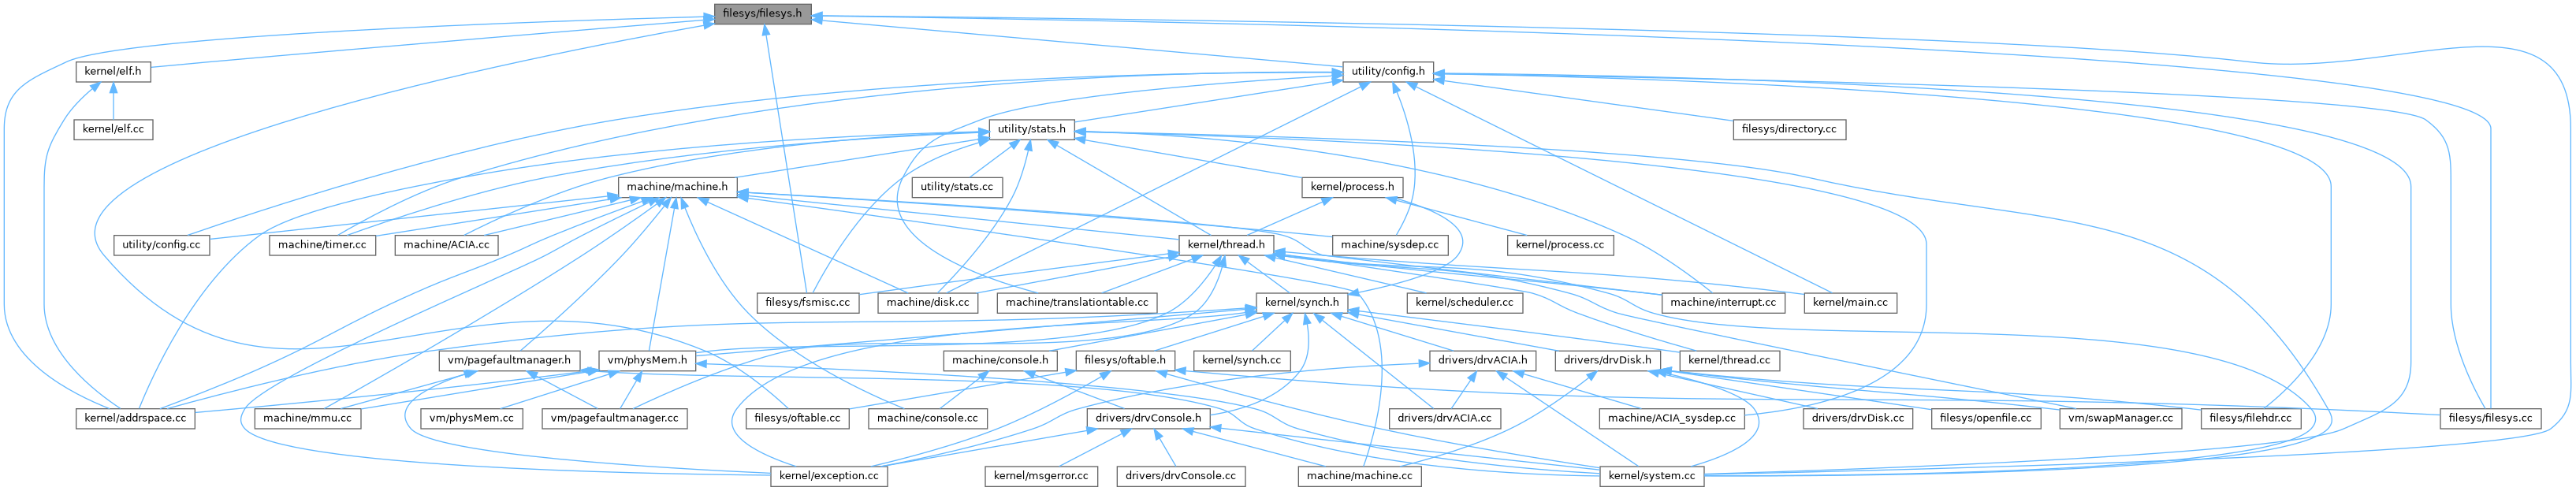 filesys/filesys.h
kernel/elf.h
utility/config.h
kernel/elf.cc
utility/stats.h
filesys/directory.cc
machine/machine.h
utility/stats.cc
kernel/process.h
utility/config.cc
machine/timer.cc
machine/ACIA.cc
kernel/thread.h
machine/sysdep.cc
kernel/process.cc
filesys/fsmisc.cc
machine/disk.cc
machine/translationtable.cc
kernel/synch.h
kernel/scheduler.cc
machine/interrupt.cc
kernel/main.cc
vm/pagefaultmanager.h
vm/physMem.h
machine/console.h
filesys/oftable.h
kernel/synch.cc
drivers/drvACIA.h
drivers/drvDisk.h
kernel/thread.cc
kernel/addrspace.cc
machine/mmu.cc
vm/physMem.cc
vm/pagefaultmanager.cc
filesys/oftable.cc
machine/console.cc
drivers/drvConsole.h
drivers/drvACIA.cc
machine/ACIA_sysdep.cc
drivers/drvDisk.cc
filesys/openfile.cc
vm/swapManager.cc
filesys/filehdr.cc
filesys/filesys.cc
kernel/exception.cc
kernel/msgerror.cc
drivers/drvConsole.cc
machine/machine.cc
kernel/system.cc